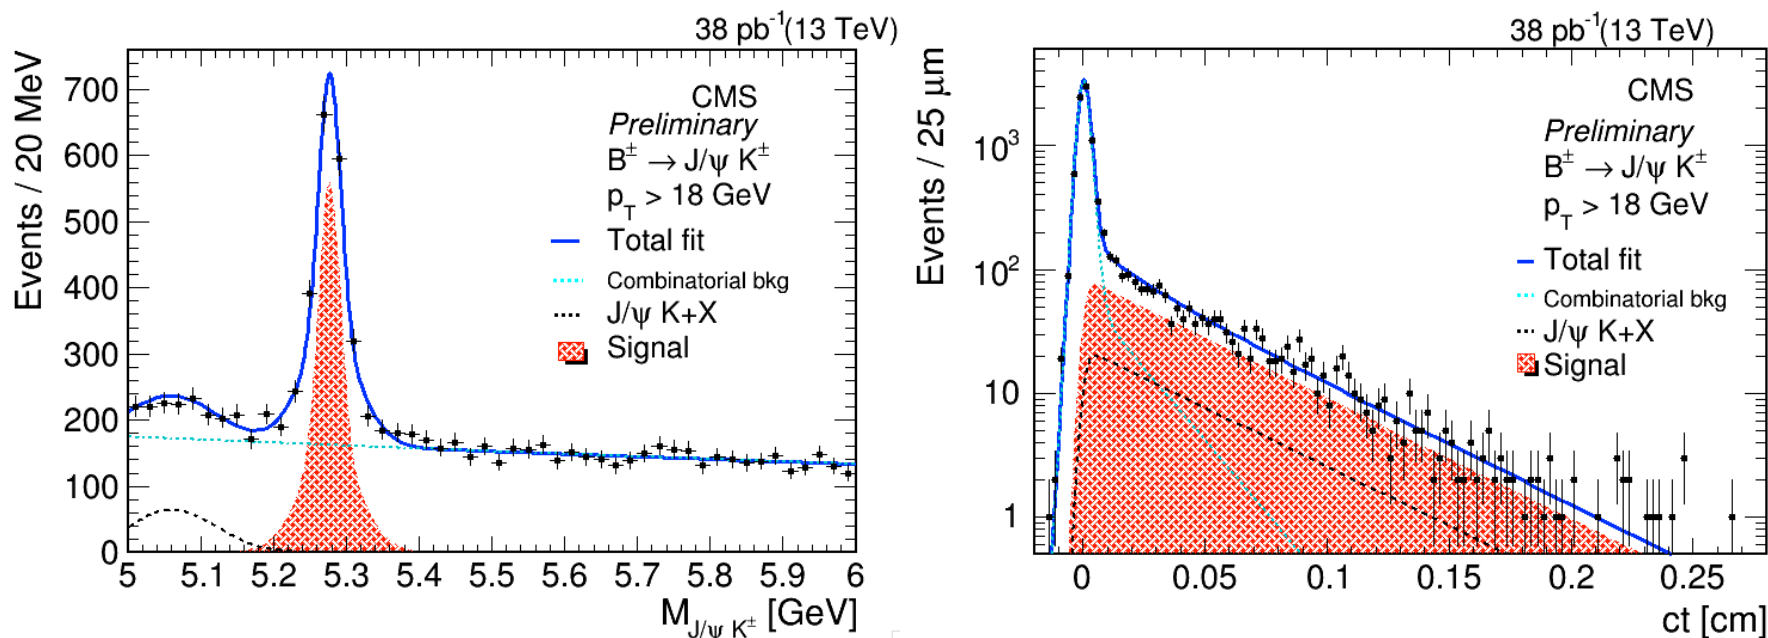 38 pb⁻¹(13 TeV)
Events / 20 MeV
700
600
500
400
300
200
100
0
CMS
Preliminary
B± → J/ψ K±
p_T > 18 GeV
Total fit
Combinatorial bkg
J/ψ K+X
Signal
5 5.1 5.2 5.3 5.4 5.5 5.6 5.7 5.8 5.9 6
M_J/ψ K± [GeV]
38 pb⁻¹(13 TeV)
Events / 25 μm
10³
10²
10
1
CMS
Preliminary
B± → J/ψ K±
p_T > 18 GeV
Total fit
Combinatorial bkg
J/ψ K+X
Signal
0 0.05 0.1 0.15 0.2 0.25
ct [cm]